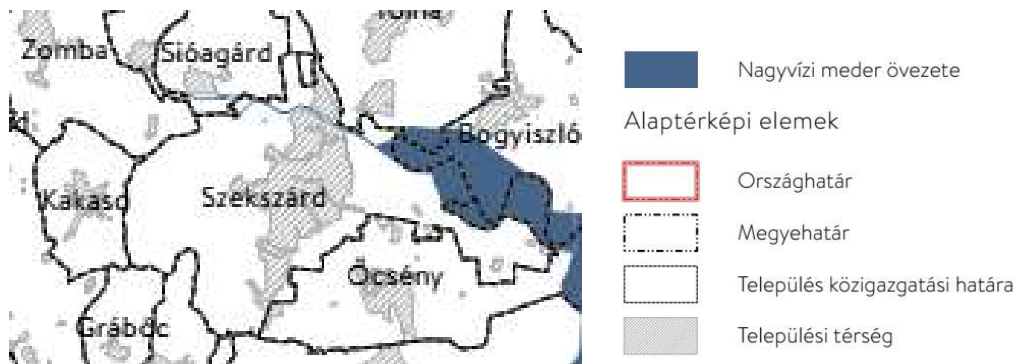 Tolna
Zomba
Sióagárd
Bogyiszló
Kakasd
Szekszárd
Őcsény
Grábóc
Nagyvízi meder övezete
Alaptérképi elemek
Országhatár
Megyehatár
Település közigazgatási határa
Települési térség